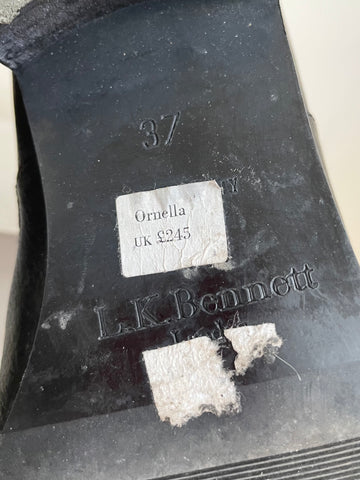 37
Ornella
UK £245
L.K. Bennett